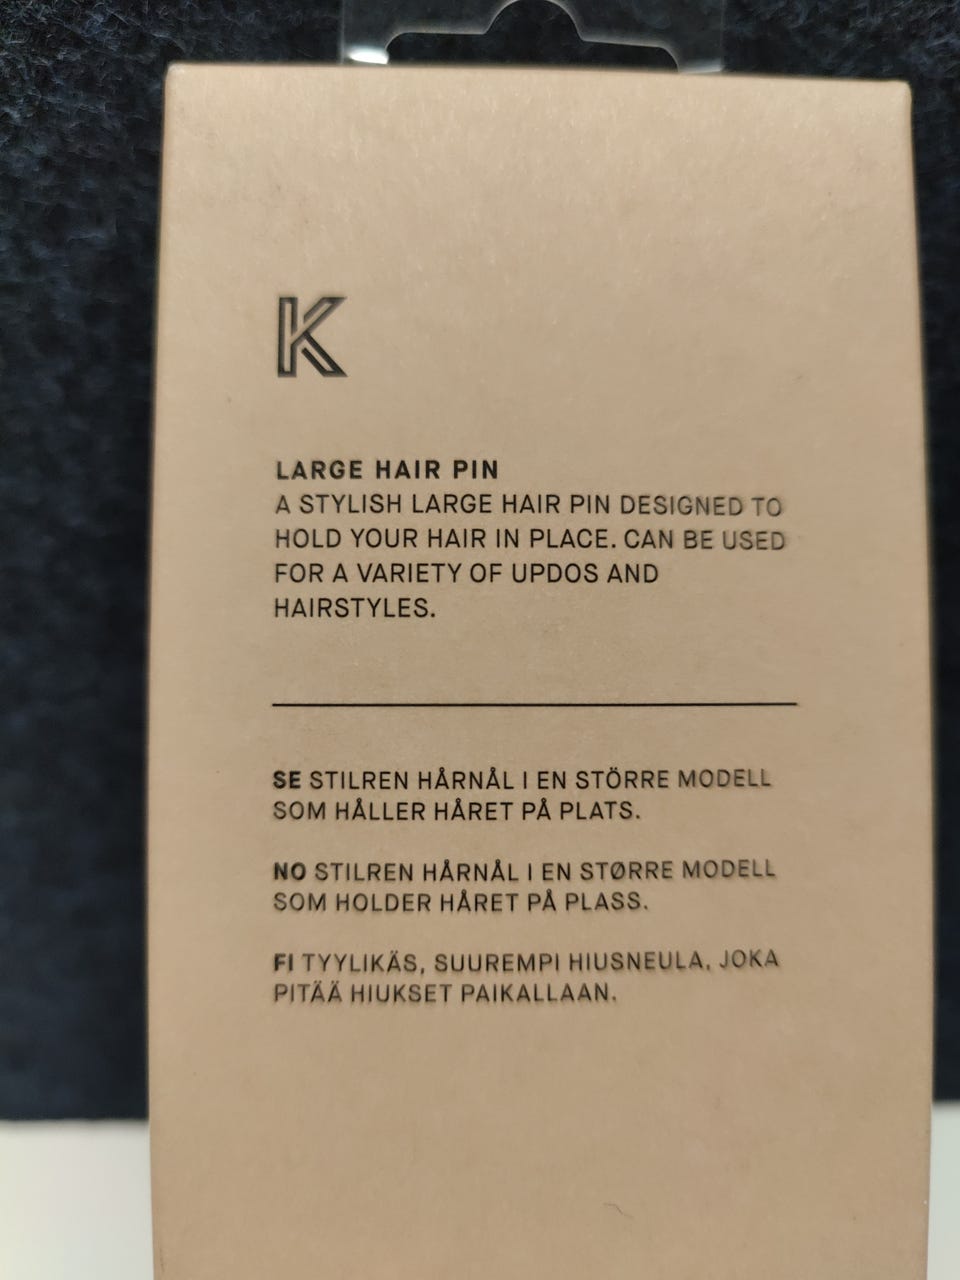 K
LARGE HAIR PIN
A STYLISH LARGE HAIR PIN DESIGNED TO
HOLD YOUR HAIR IN PLACE. CAN BE USED
FOR A VARIETY OF UPDOS AND
HAIRSTYLES.
SE STILREN HÅRNÅL I EN STÖRRE MODELL
SOM HÅLLER HÅRET PÅ PLATS.
NO STILREN HÅRNÅL I EN STØRRE MODELL
SOM HOLDER HÅRET PÅ PLASS.
FI TYYLIKÄS, SUUREMPI HIUSNEULA, JOKA
PITÄÄ HIUKSET PAIKALLAAN.